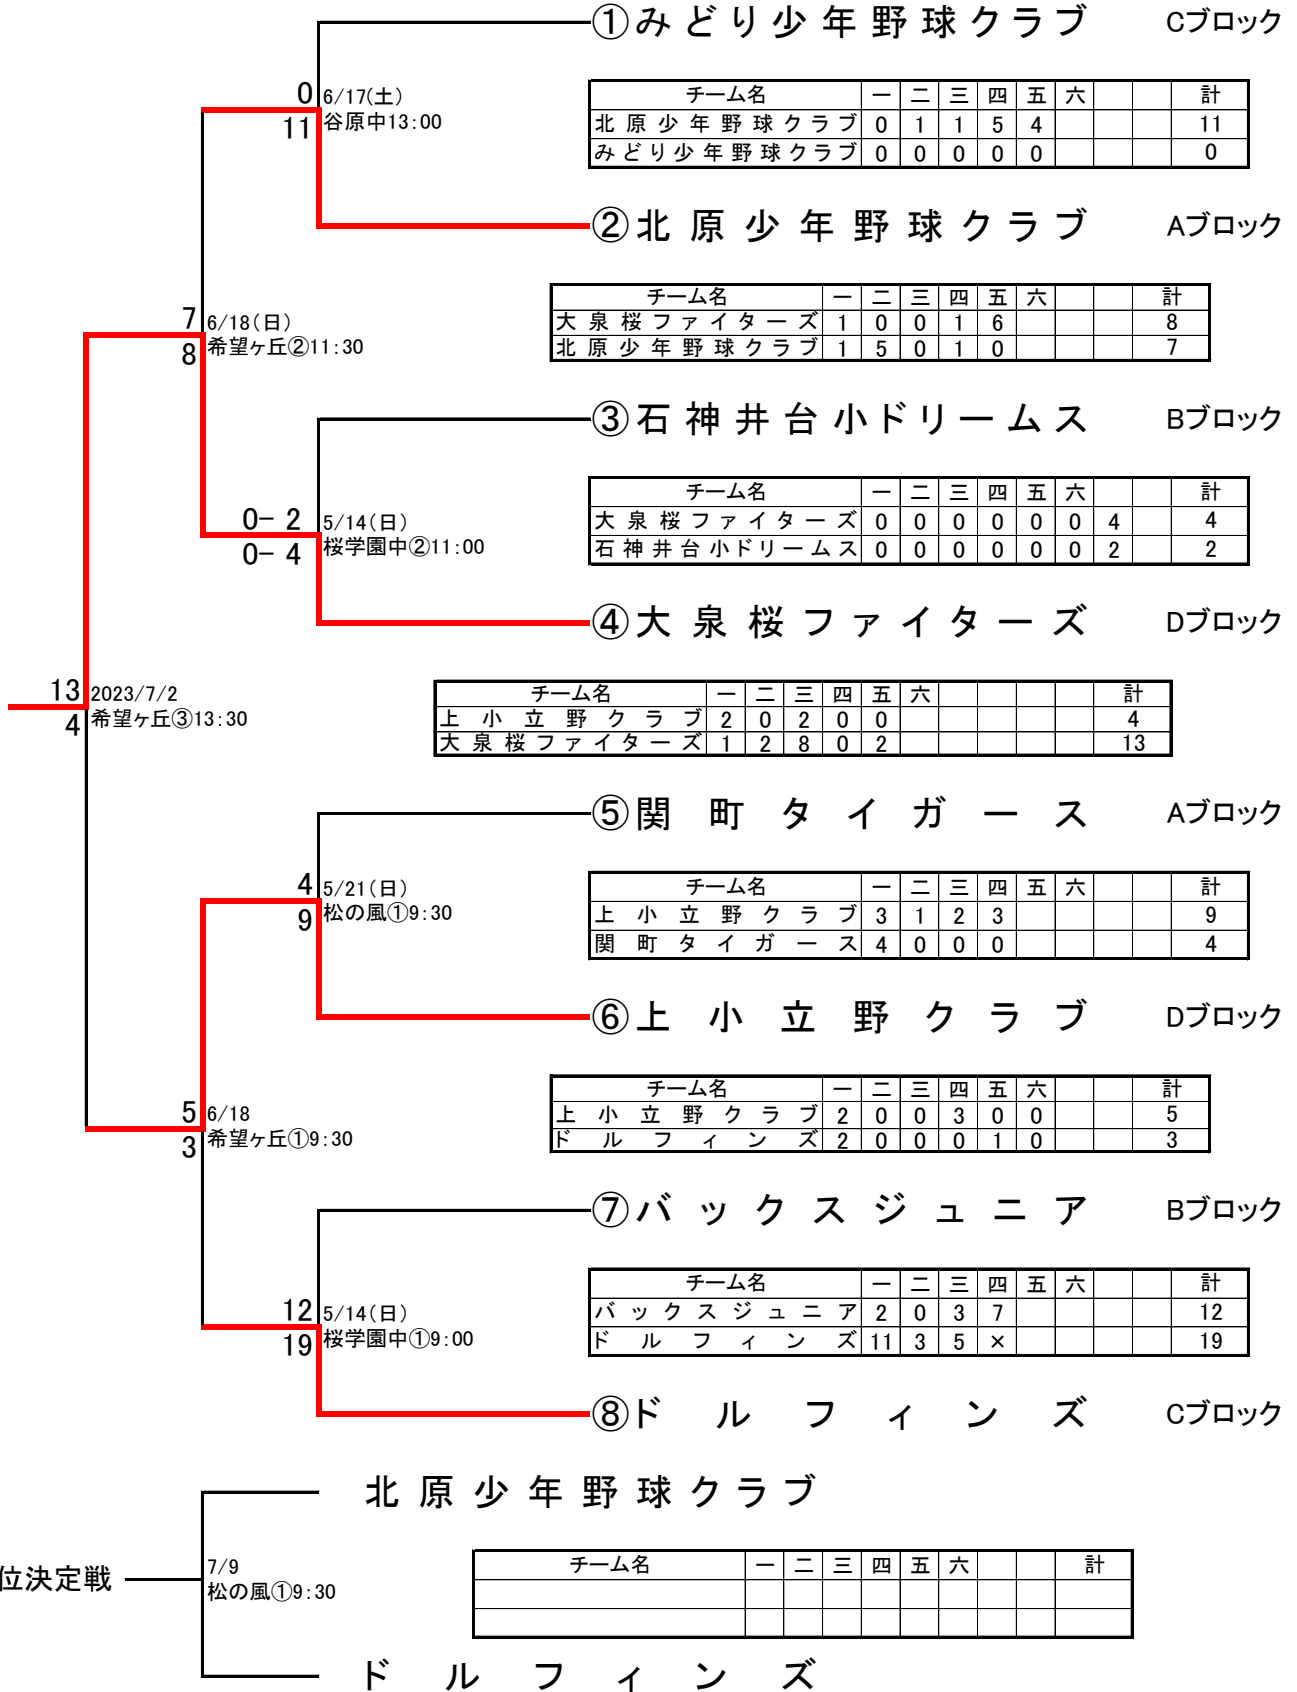 ①みどり少年野球クラブ Cブロック
0 6/17(土)
11 谷原中13:00
チーム名 一 二 三 四 五 六 計
北原少年野球クラブ 0 1 1 5 4 11
みどり少年野球クラブ 0 0 0 0 0 0
②北原少年野球クラブ Aブロック
7 6/18(日)
8 希望ヶ丘②11:30
チーム名 一 二 三 四 五 六 計
大泉桜ファイターズ 1 0 0 1 6 8
北原少年野球クラブ 1 5 0 1 0 7
③石神井台小ドリームス Bブロック
0- 2 5/14(日)
0- 4 桜学園中②11:00
チーム名 一 二 三 四 五 六 計
大泉桜ファイターズ 0 0 0 0 0 0 4 4
石神井台小ドリームス 0 0 0 0 0 0 2 2
④大泉桜ファイターズ Dブロック
13 2023/7/2
4 希望ヶ丘③13:30
チーム名 一 二 三 四 五 六 計
上小立野クラブ 2 0 2 0 0 4
大泉桜ファイターズ 1 2 8 0 2 13
⑤関町タイガース Aブロック
4 5/21(日)
9 松の風①9:30
チーム名 一 二 三 四 五 六 計
上小立野クラブ 3 1 2 3 9
関町タイガース 4 0 0 0 4
⑥上小立野クラブ Dブロック
5 6/18
3 希望ヶ丘①9:30
チーム名 一 二 三 四 五 六 計
上小立野クラブ 2 0 0 3 0 0 5
ドルフィンズ 2 0 0 0 1 0 3
⑦バックスジュニア Bブロック
12 5/14(日)
19 桜学園中①9:00
チーム名 一 二 三 四 五 六 計
バックスジュニア 2 0 3 7 12
ドルフィンズ 11 3 5 × 19
⑧ドルフィンズ Cブロック
北原少年野球クラブ
位決定戦
7/9
松の風①9:30
チーム名 一 二 三 四 五 六 計
ドルフィンズ